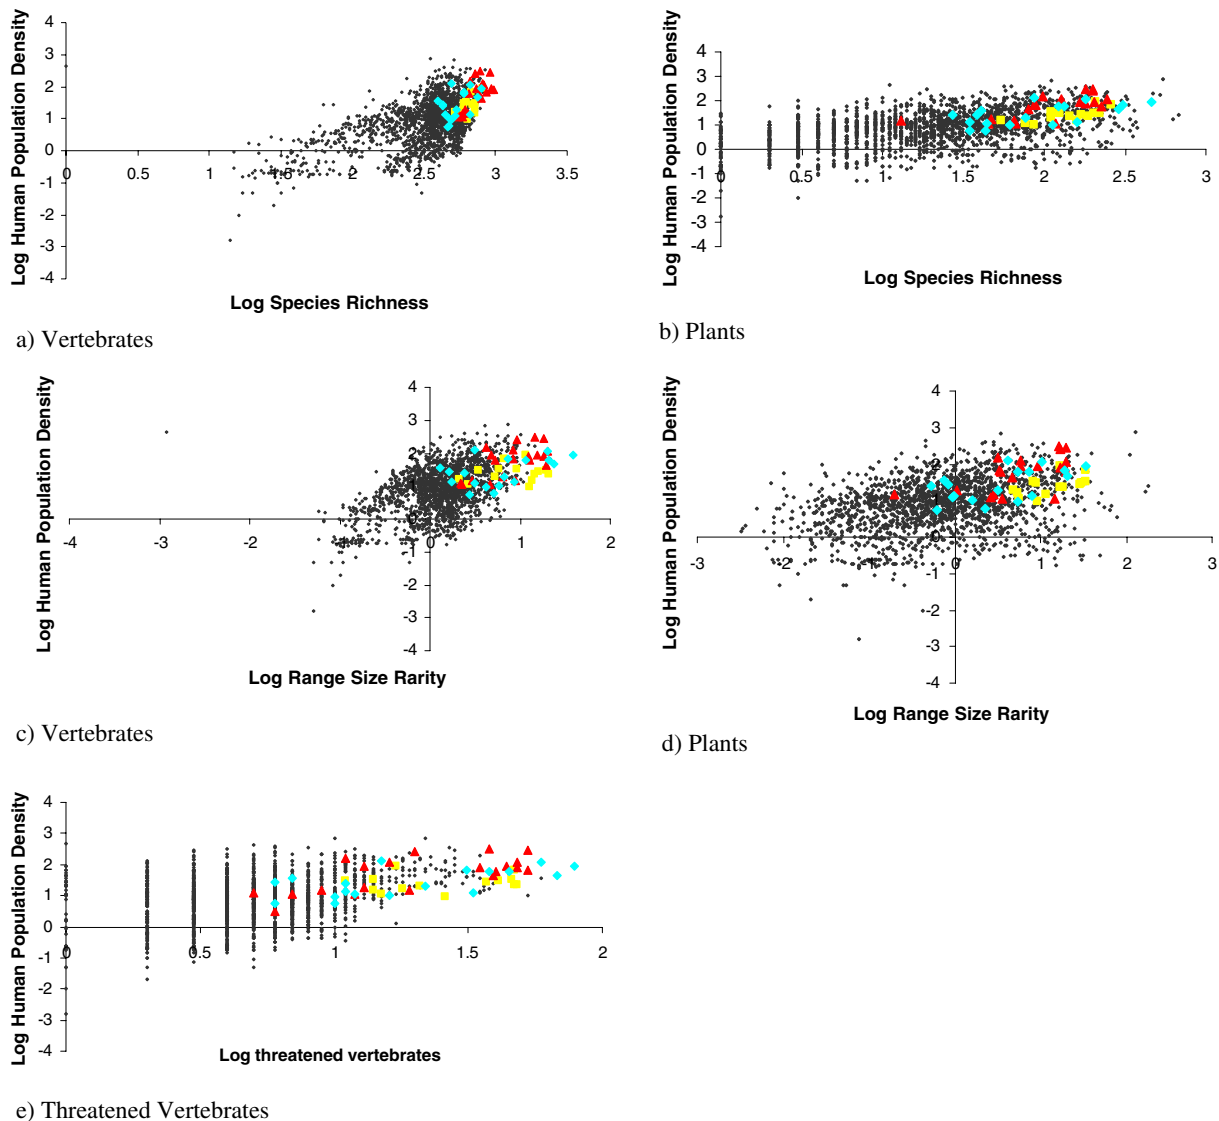 4
3
2
1
0
-1
-2
-3
-4
0 0.5 1 1.5 2 2.5 3 3.5
Log Human Population Density
Log Species Richness
a) Vertebrates
4
3
2
1
0
-1
-2
-3
-4
0 0.5 1 1.5 2 2.5 3
Log Human Population Density
Log Species Richness
b) Plants
4
3
2
1
0
-1
-2
-3
-4
-4 -3 -2 -1 0 1 2
Log Human Population Density
Log Range Size Rarity
c) Vertebrates
4
3
2
1
0
-1
-2
-3
-4
-3 -2 -1 0 1 2 3
Log Human Population Density
Log Range Size Rarity
d) Plants
4
3
2
1
0
-1
-2
-3
-4
0 0.5 1 1.5 2
Log Human Population Density
Log threatened vertebrates
e) Threatened Vertebrates